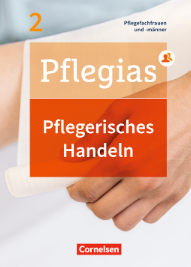 2
Pflegefachfrauen
und -männer
Pflegias
Pflegerisches
Handeln
Cornelsen